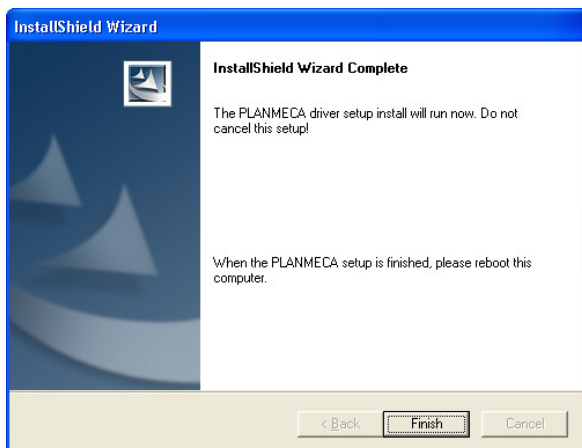 InstallShield Wizard
InstallShield Wizard Complete
The PLANMECA driver setup install will run now. Do not
cancel this setup!
When the PLANMECA setup is finished, please reboot this
computer.
< Back
Finish
Cancel